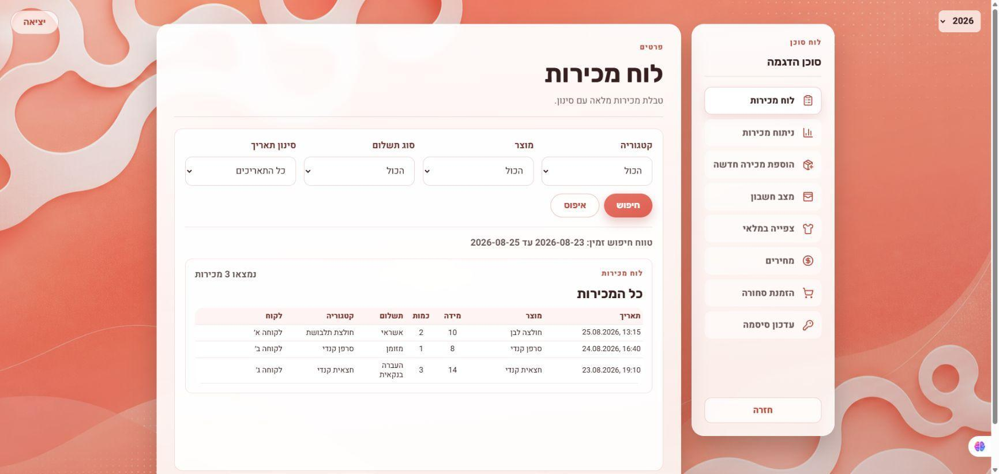 2026
יציאה
לוח סוכן
סוכן הדגמה
לוח מכירות
ניתוח מכירות
הוספת מכירה חדשה
מצב חשבון
צפייה במלאי
מחירים
הזמנת סחורה
עדכון סיסמה
חזרה
פרטים
לוח מכירות
טבלת מכירות מלאה עם סינון.
קטגוריה מוצר סוג תשלום סינון תאריך
הכול הכול הכול כל התאריכים
חיפוש איפוס
טווח חיפוש זמין: 2026-08-23 עד 2026-08-25
לוח מכירות נמצאו 3 מכירות
כל המכירות
תאריך מוצר מידה כמות תשלום קטגוריה לקוח
25.08.2026, 13:15 חולצה לבן 10 2 אשראי חולצת תלבושת לקוחה א׳
24.08.2026, 16:40 סרפן קנדי 8 1 מזומן סרפן קנדי לקוחה ב׳
23.08.2026, 19:10 חצאית קנדי 14 3 העברה בנקאית חצאית קנדי לקוחה ג׳